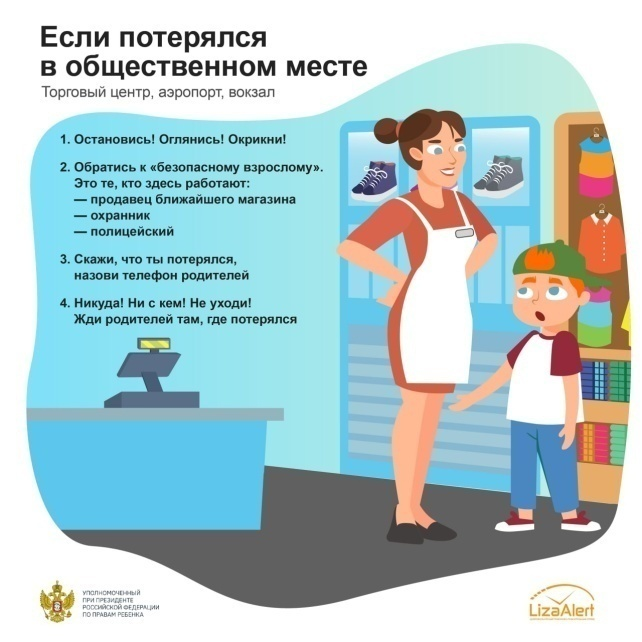 Если потерялся
в общественном месте
Торговый центр, аэропорт, вокзал
1. Остановись! Оглянись! Окрикни!
2. Обратись к «безопасному взрослому».
Это те, кто здесь работают:
— продавец ближайшего магазина
— охранник
— полицейский
3. Скажи, что ты потерялся,
назови телефон родителей
4. Никуда! Ни с кем! Не уходи!
Жди родителей там, где потерялся
УПОЛНОМОЧЕННЫЙ
ПРИ ПРЕЗИДЕНТЕ
РОССИЙСКОЙ ФЕДЕРАЦИИ
ПО ПРАВАМ РЕБЕНКА
LizaAlert